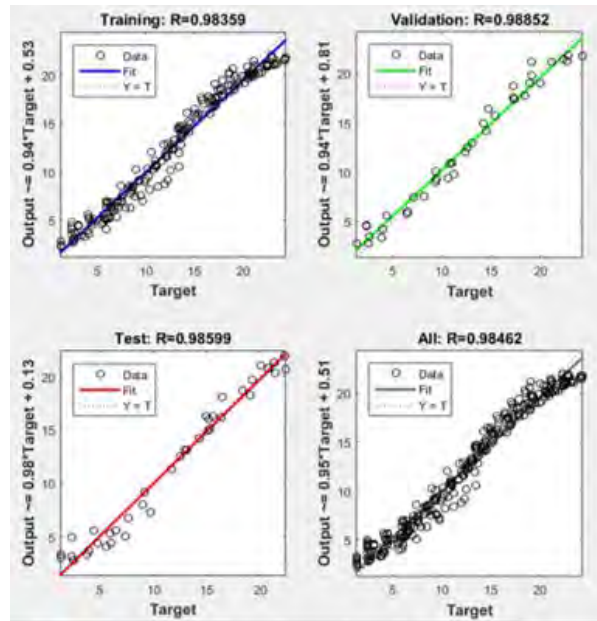 Training: R=0.98359
Output ~= 0.94*Target + 0.53
20
15
10
5
Data
Fit
Y = T
5 10 15 20
Target
Validation: R=0.98852
Output ~= 0.94*Target + 0.81
20
15
10
5
Data
Fit
Y = T
5 10 15 20
Target
Test: R=0.98599
Output ~= 0.98*Target + 0.13
20
15
10
5
Data
Fit
Y = T
5 10 15 20
Target
All: R=0.98462
Output ~= 0.95*Target + 0.51
20
15
10
5
Data
Fit
Y = T
5 10 15 20
Target